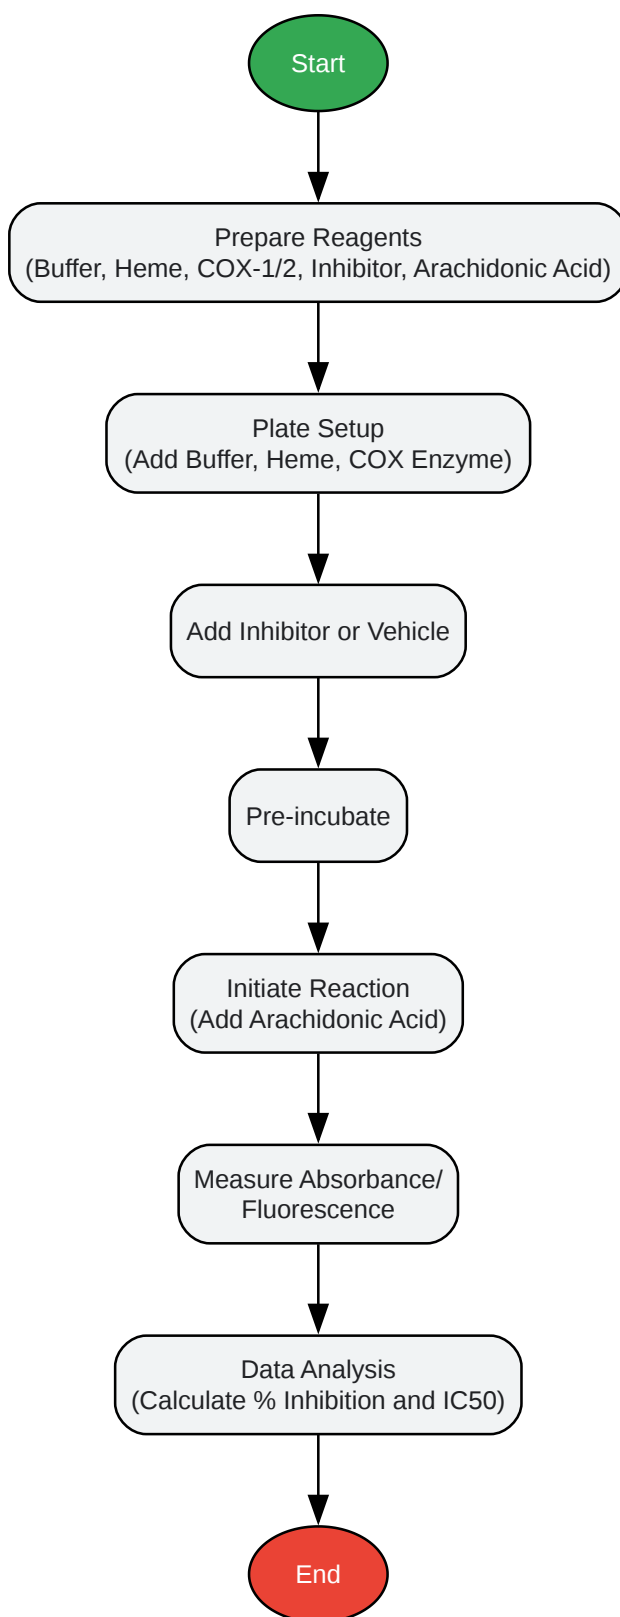 Start
Prepare Reagents
(Buffer, Heme, COX-1/2, Inhibitor, Arachidonic Acid)
Plate Setup
(Add Buffer, Heme, COX Enzyme)
Add Inhibitor or Vehicle
Pre-incubate
Initiate Reaction
(Add Arachidonic Acid)
Measure Absorbance/
Fluorescence
Data Analysis
(Calculate % Inhibition and IC50)
End